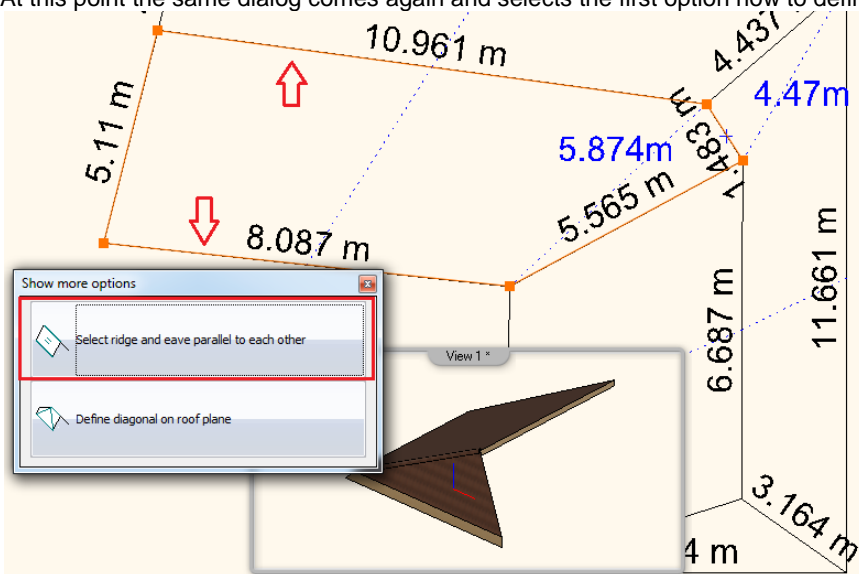 At this point the same dialog comes again and selects the first option how to defi
10.961 m
4.437
4.47m
5.11 m
1.483 m
5.874m
5.565 m
8.087 m
11.661 m
6.687 m
Show more options
Select ridge and eave parallel to each other
View 1 *
Define diagonal on roof plane
3.164 m
4 m